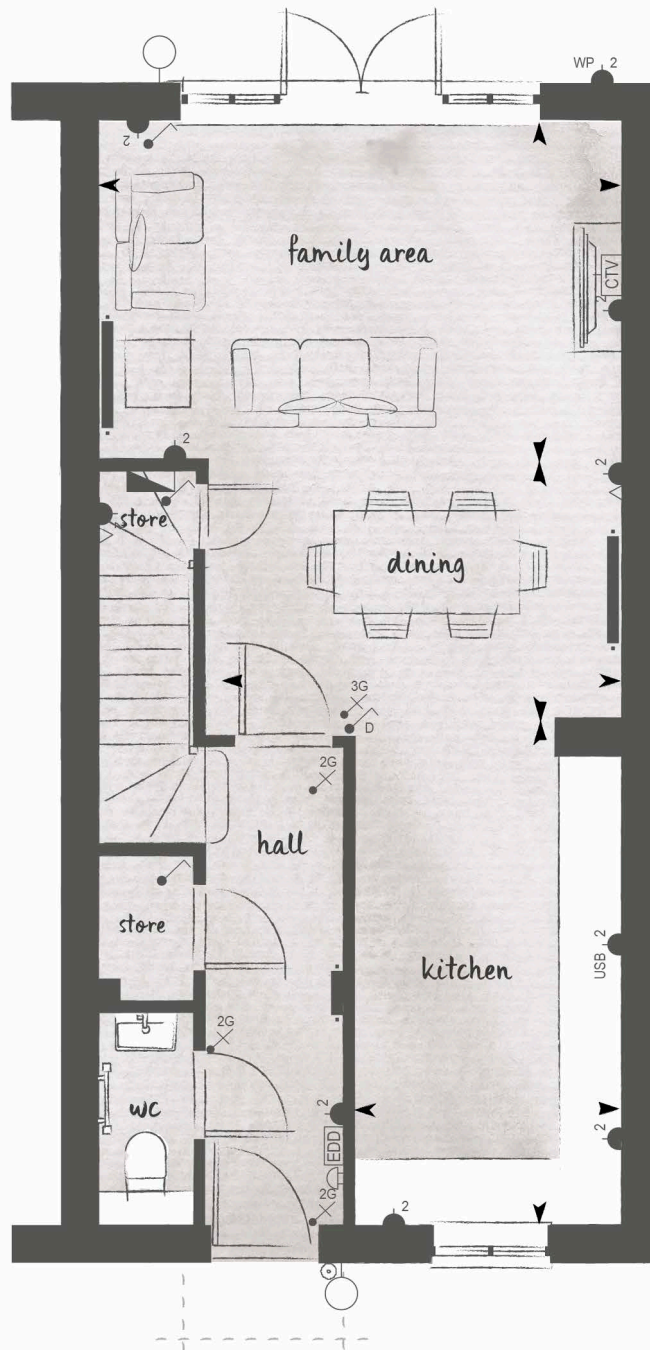 WP 2
2
family area
CTV
2
2
2
store
dining
3G
D
2G
hall
store
kitchen
2
USB
2G
wc
2
EDD
2
2G
2